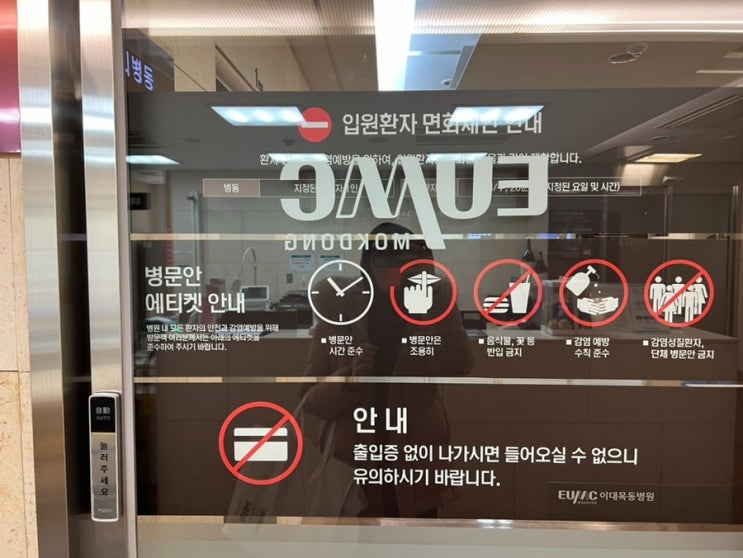 병동
입원환자 면회제한 안내
병동
지정된
EUMC
MOKDONG
병문안
에티켓 안내
병원 내 모든 환자의 안전과 감염예방을 위해
방문객 여러분께서는 아래의 에티켓을
준수하여 주시기 바랍니다.
■ 병문안
시간 준수
■ 병문안은
조용히
■ 음식물, 꽃 등
반입 금지
■ 감염 예방
수칙 준수
■ 감염성질환자,
단체 병문안 금지
안 내
출입증 없이 나가시면 들어오실 수 없으니
유의하시기 바랍니다.
EUMC 이대목동병원
自動
AUTO
눌러주세요
PUSH